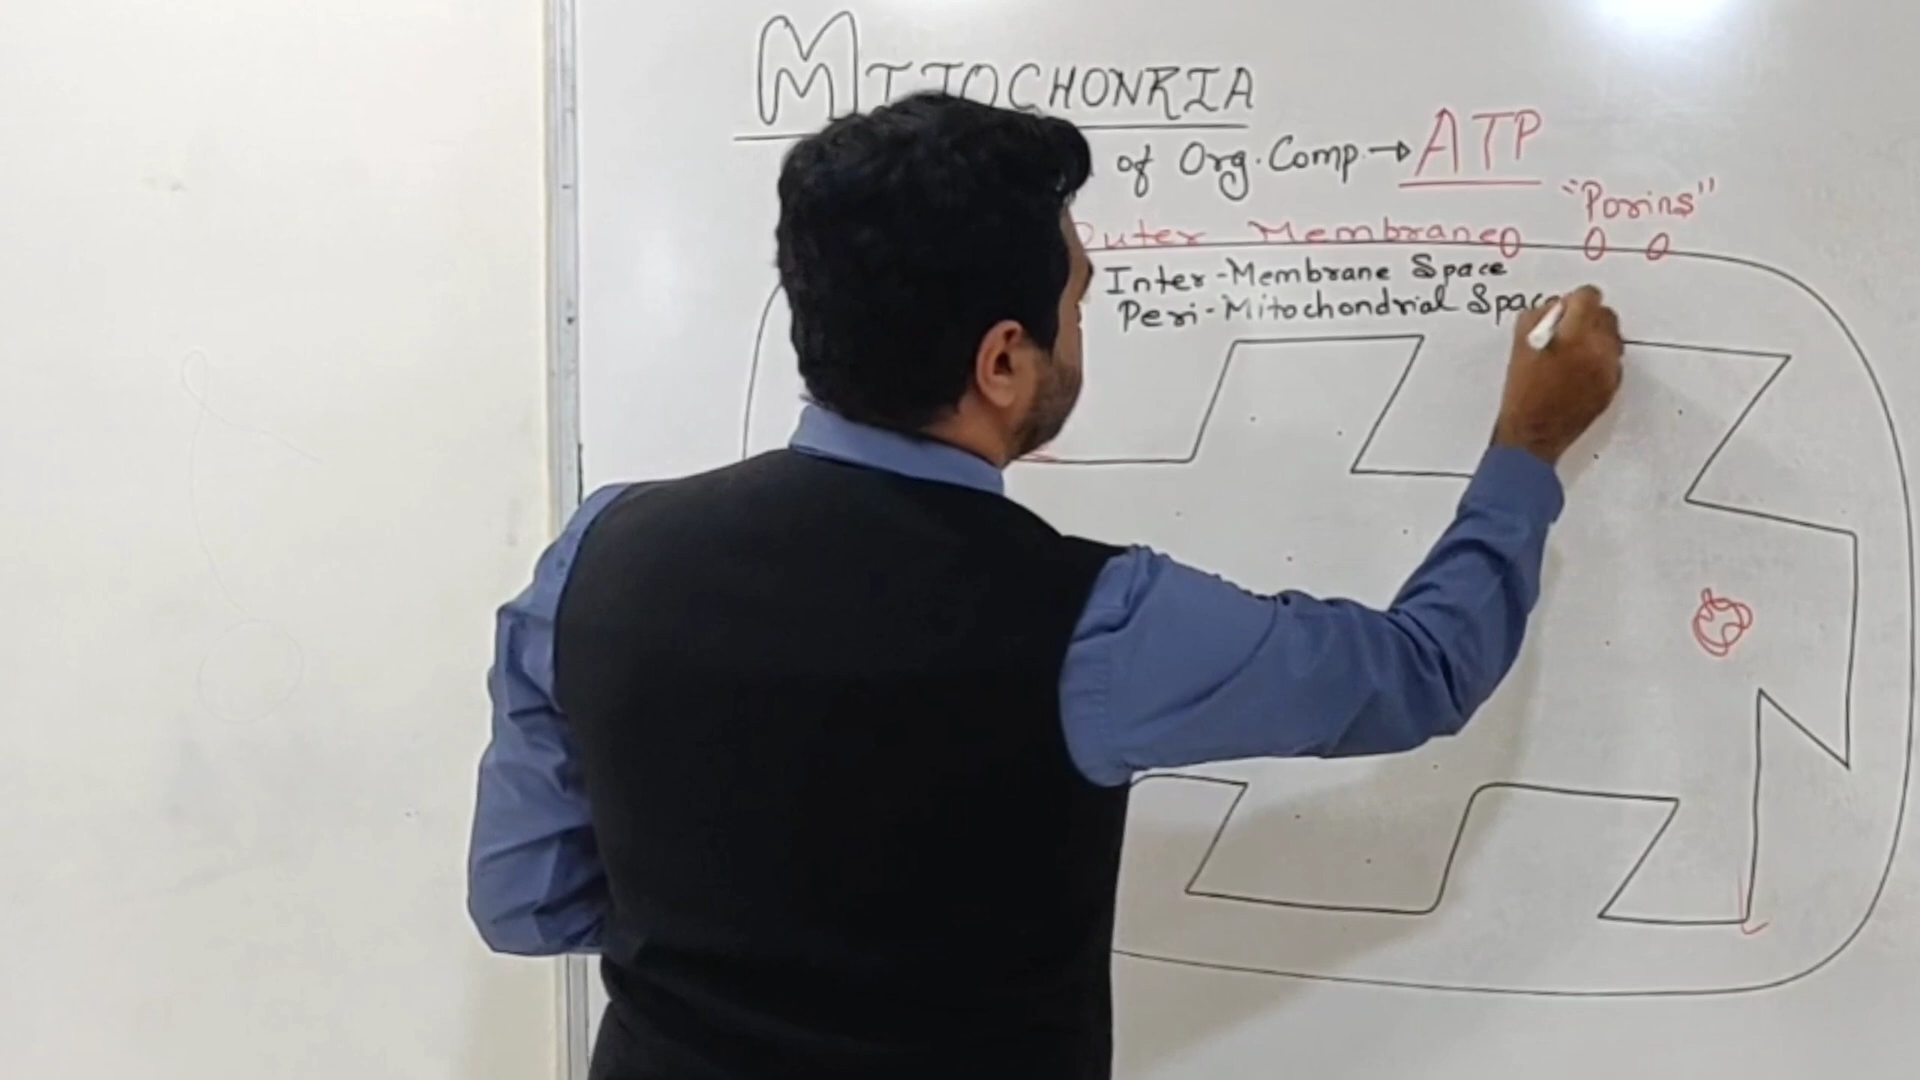 MITOCHONRIA
of Org. Comp. → ATP
"Porins"
Outer Membrane
Inter-Membrane Space
Peri-Mitochondrial Space